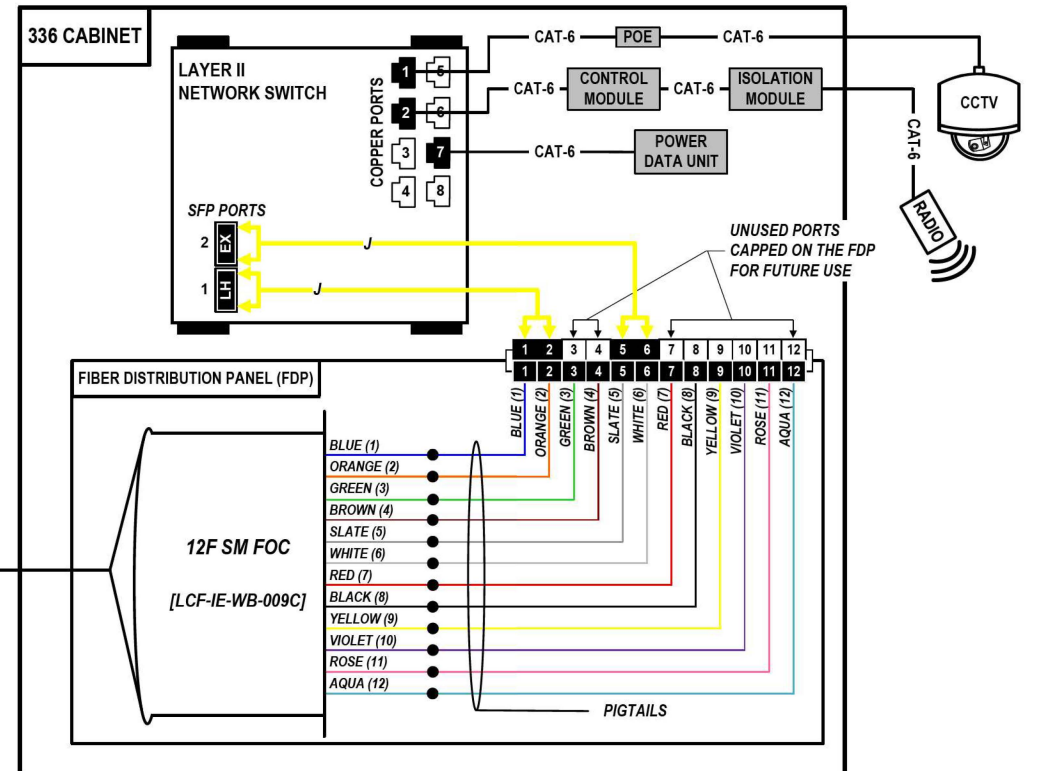 336 CABINET
LAYER II
NETWORK SWITCH
COPPER PORTS
1
5
2
6
3
7
4
8
CAT-6
POE
CAT-6
CAT-6
CONTROL
MODULE
CAT-6
ISOLATION
MODULE
CAT-6
POWER
DATA UNIT
CCTV
CAT-6
RADIO
SFP PORTS
2
EX
J
1
LH
J
UNUSED PORTS
CAPPED ON THE FDP
FOR FUTURE USE
1 2 3 4 5 6 7 8 9 10 11 12
1 2 3 4 5 6 7 8 9 10 11 12
FIBER DISTRIBUTION PANEL (FDP)
BLUE (1)
ORANGE (2)
GREEN (3)
BROWN (4)
SLATE (5)
WHITE (6)
RED (7)
BLACK (8)
YELLOW (9)
VIOLET (10)
ROSE (11)
AQUA (12)
12F SM FOC
[LCF-IE-WB-009C]
BLUE (1)
ORANGE (2)
GREEN (3)
BROWN (4)
SLATE (5)
WHITE (6)
RED (7)
BLACK (8)
YELLOW (9)
VIOLET (10)
ROSE (11)
AQUA (12)
PIGTAILS